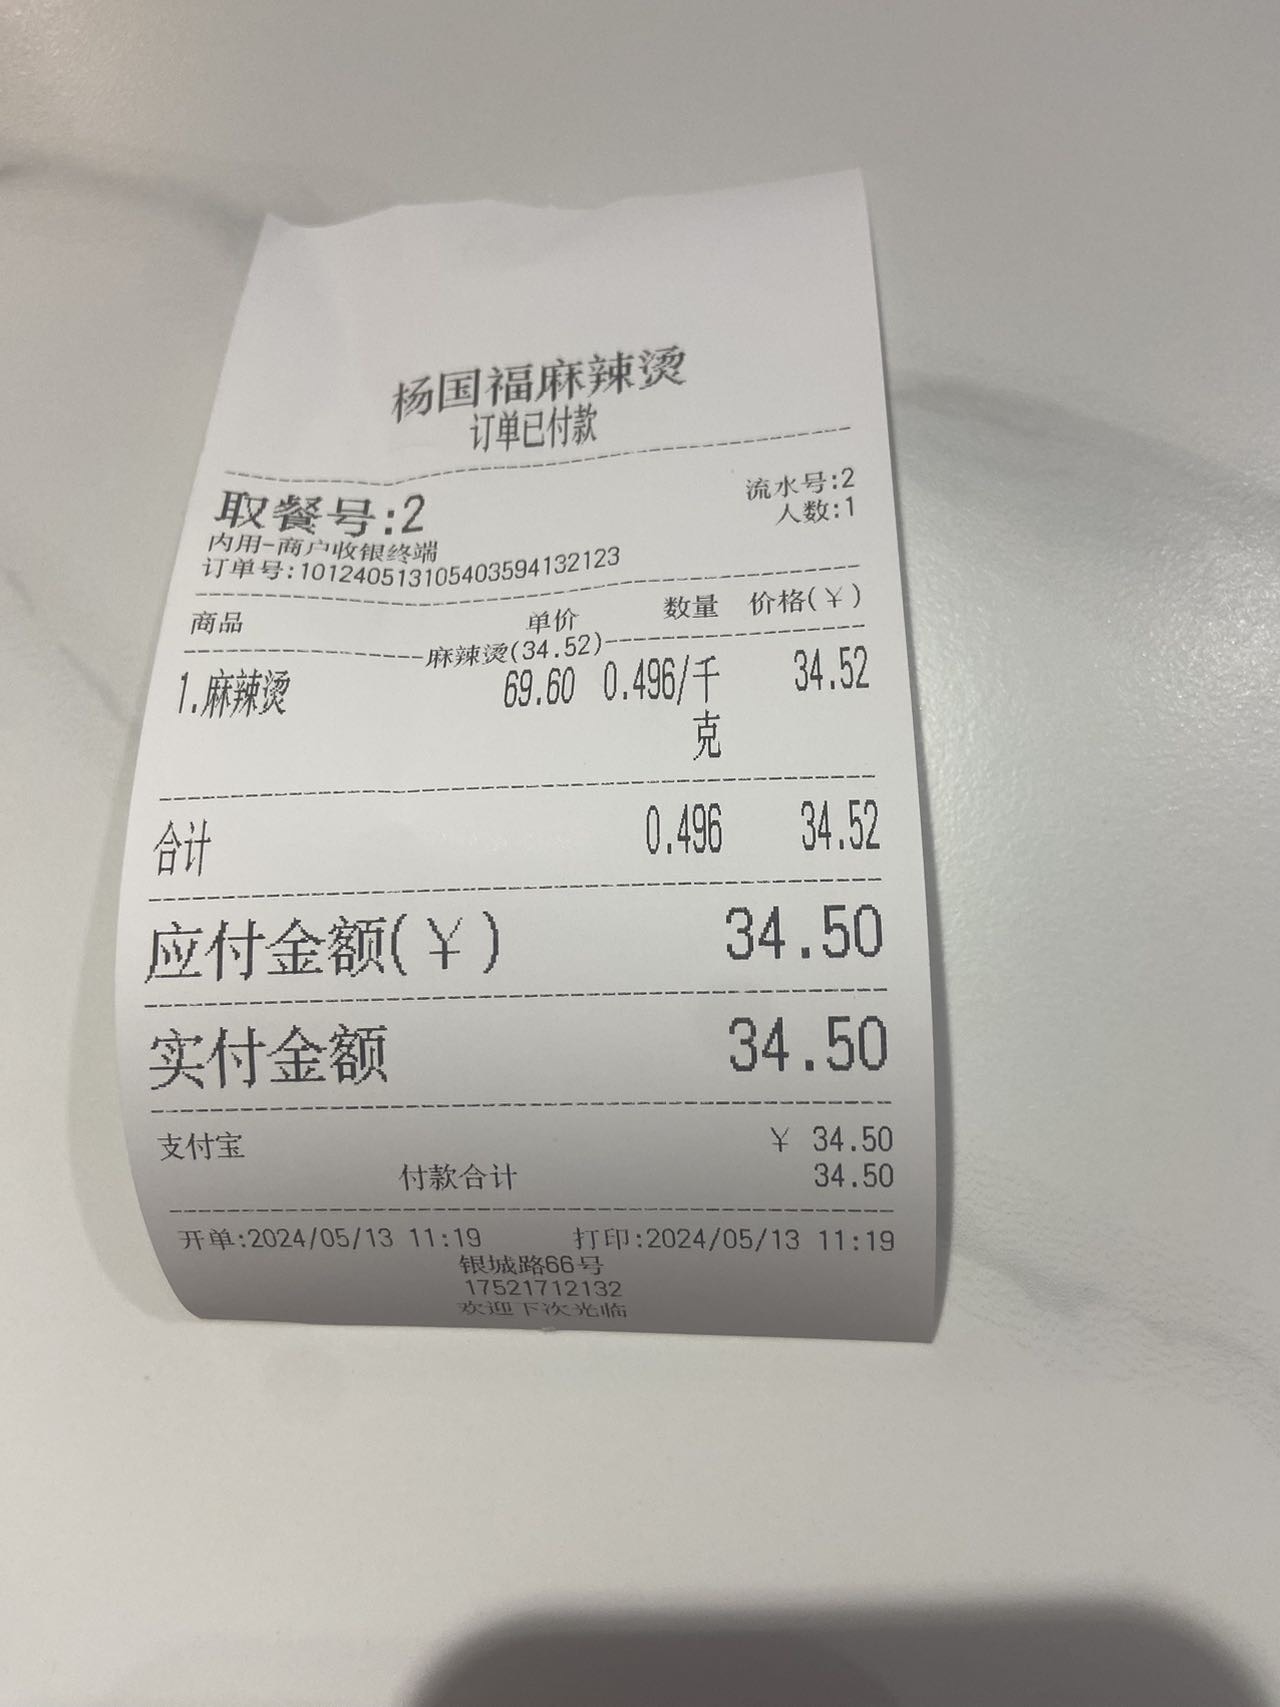 杨国福麻辣烫
订单已付款
取餐号:2 流水号:2
人数:1
内用-商户收银终端
订单号:101240513105403594132123
商品 单价 数量 价格(¥)
麻辣烫(34.52)
1.麻辣烫 69.60 0.496/千克 34.52
合计 0.496 34.52
应付金额(¥) 34.50
实付金额 34.50
支付宝 ¥ 34.50
付款合计 34.50
开单:2024/05/13 11:19 打印:2024/05/13 11:19
银城路66号
17521712132
欢迎下次光临